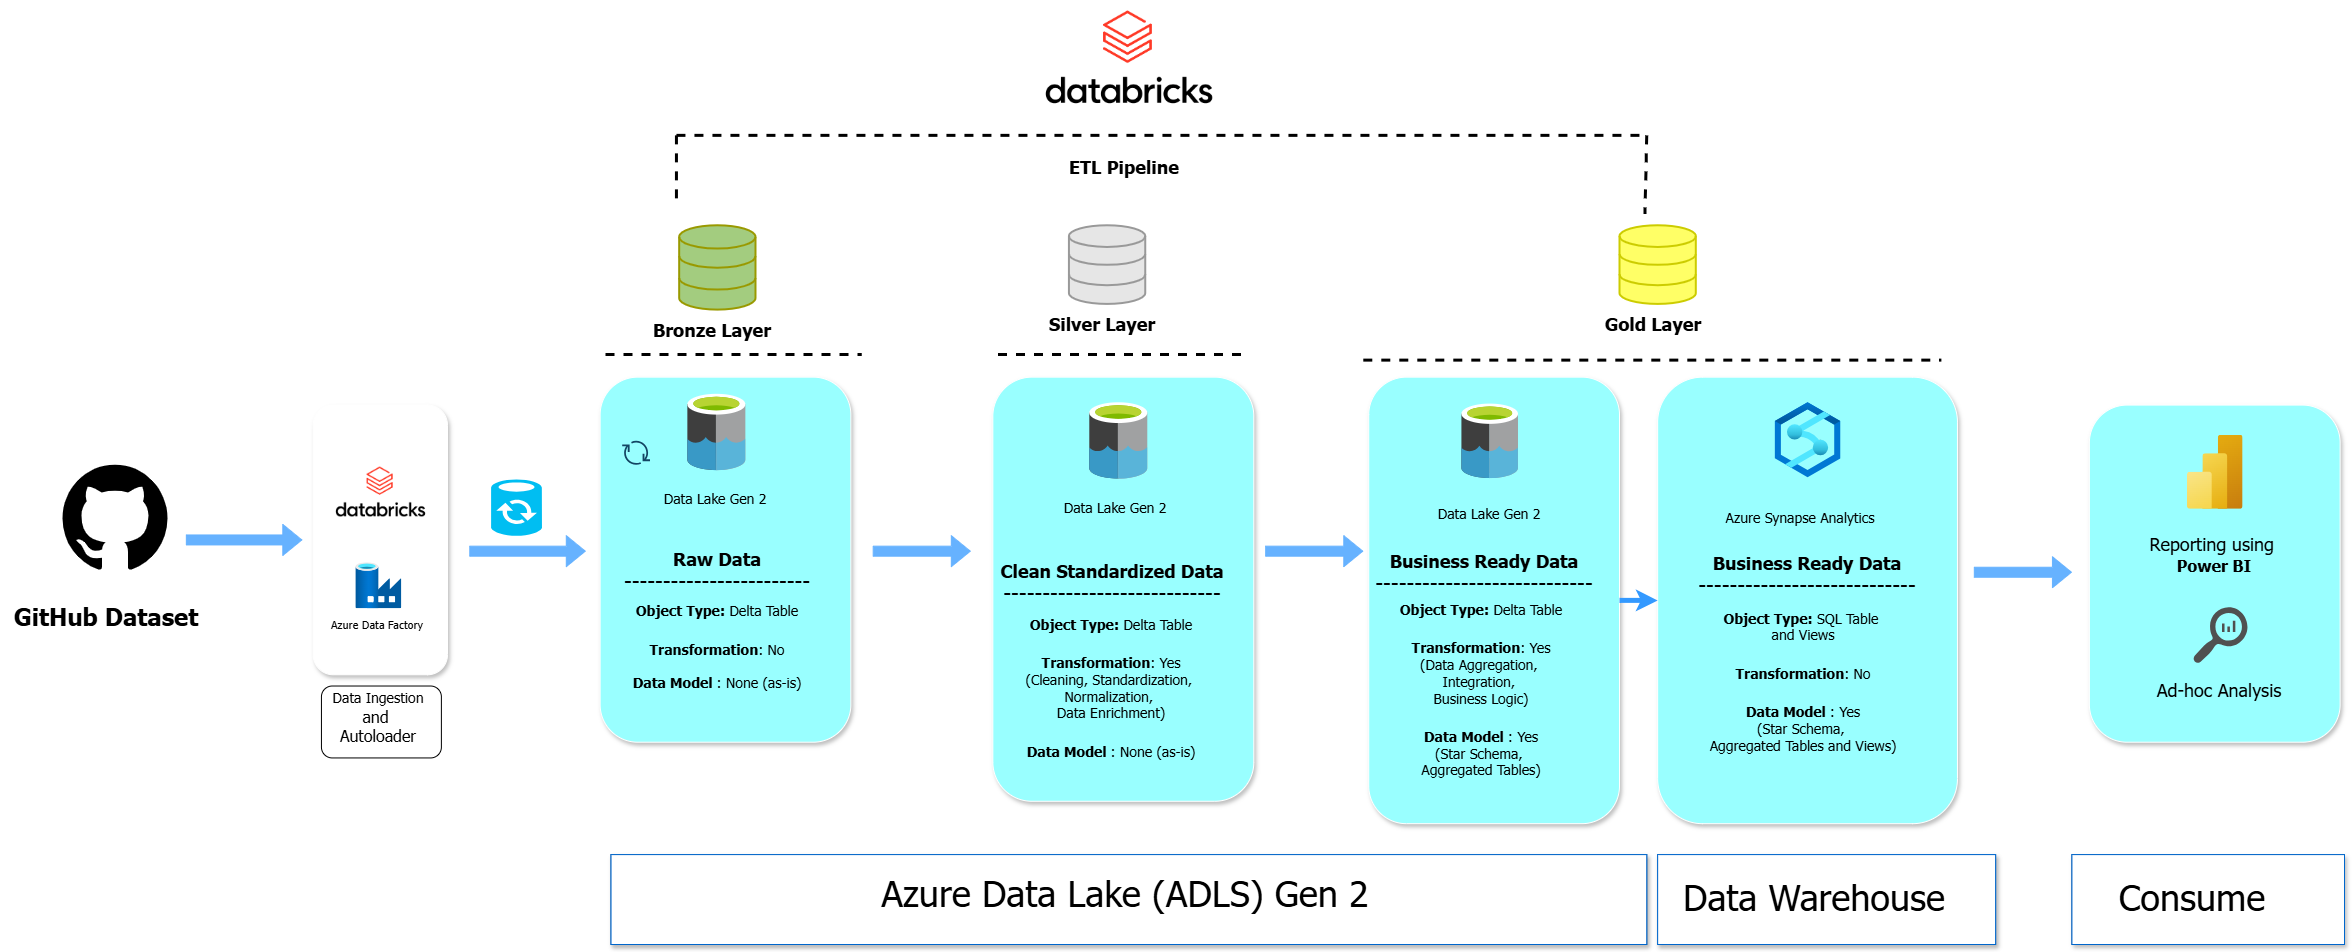 databricks
ETL Pipeline
Bronze Layer
Silver Layer
Gold Layer
GitHub Dataset
databricks
Azure Data Factory
Data Ingestion
and
Autoloader
Data Lake Gen 2
Raw Data
------------------------
Object Type: Delta Table
Transformation: No
Data Model : None (as-is)
Data Lake Gen 2
Clean Standardized Data
----------------------------
Object Type: Delta Table
Transformation: Yes
(Cleaning, Standardization,
Normalization,
Data Enrichment)
Data Model : None (as-is)
Data Lake Gen 2
Business Ready Data
----------------------------
Object Type: Delta Table
Transformation: Yes
(Data Aggregation,
Integration,
Business Logic)
Data Model : Yes
(Star Schema,
Aggregated Tables)
Azure Synapse Analytics
Business Ready Data
----------------------------
Object Type: SQL Table
and Views
Transformation: No
Data Model : Yes
(Star Schema,
Aggregated Tables and Views)
Reporting using
Power BI
Ad-hoc Analysis
Azure Data Lake (ADLS) Gen 2
Data Warehouse
Consume